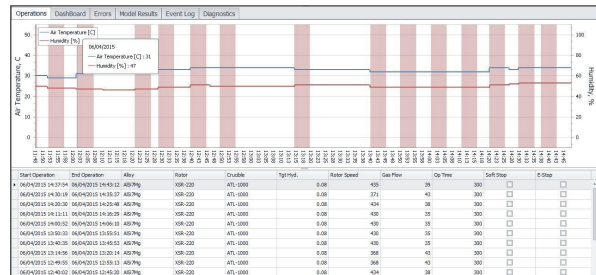 Operations DashBoard Errors Model Results Event Log Diagnostics
Air Temperature [C]
Humidity [%]
06/04/2015
Air Temperature [C] : 31
Humidity [%] : 47
Air Temperature, C
50
40
30
20
10
0
Humidity, %
100
80
60
40
20
0
Start Operation End Operation Alloy Rotor Crucible Tgt Hyd. Rotor Speed Gas Flow Op Time Soft Stop E-Stop
06/04/2015 14:37:54 06/04/2015 14:43:12 AlSi7Mg XSR-220 ATL-1000 0.08 435 39 300
06/04/2015 14:30:19 06/04/2015 14:35:37 AlSi7Mg XSR-220 ATL-1000 0.08 371 43 300
06/04/2015 14:20:30 06/04/2015 14:25:48 AlSi7Mg XSR-220 ATL-1000 0.08 434 38 300
06/04/2015 14:11:11 06/04/2015 14:16:29 AlSi7Mg XSR-220 ATL-1000 0.08 430 35 300
06/04/2015 14:00:52 06/04/2015 14:06:10 AlSi7Mg XSR-220 ATL-1000 0.08 430 35 300
06/04/2015 13:50:33 06/04/2015 13:55:51 AlSi7Mg XSR-220 ATL-1000 0.08 430 35 300
06/04/2015 13:40:35 06/04/2015 13:45:53 AlSi7Mg XSR-220 ATL-1000 0.08 430 35 300
06/04/2015 13:14:56 06/04/2015 13:20:14 AlSi7Mg XSR-220 ATL-1000 0.08 368 43 300
06/04/2015 12:49:55 06/04/2015 12:55:13 AlSi7Mg XSR-220 ATL-1000 0.08 368 43 300
06/04/2015 12:40:02 06/04/2015 12:45:20 AlSi7Mg XSR-220 ATL-1000 0.08 434 38 300